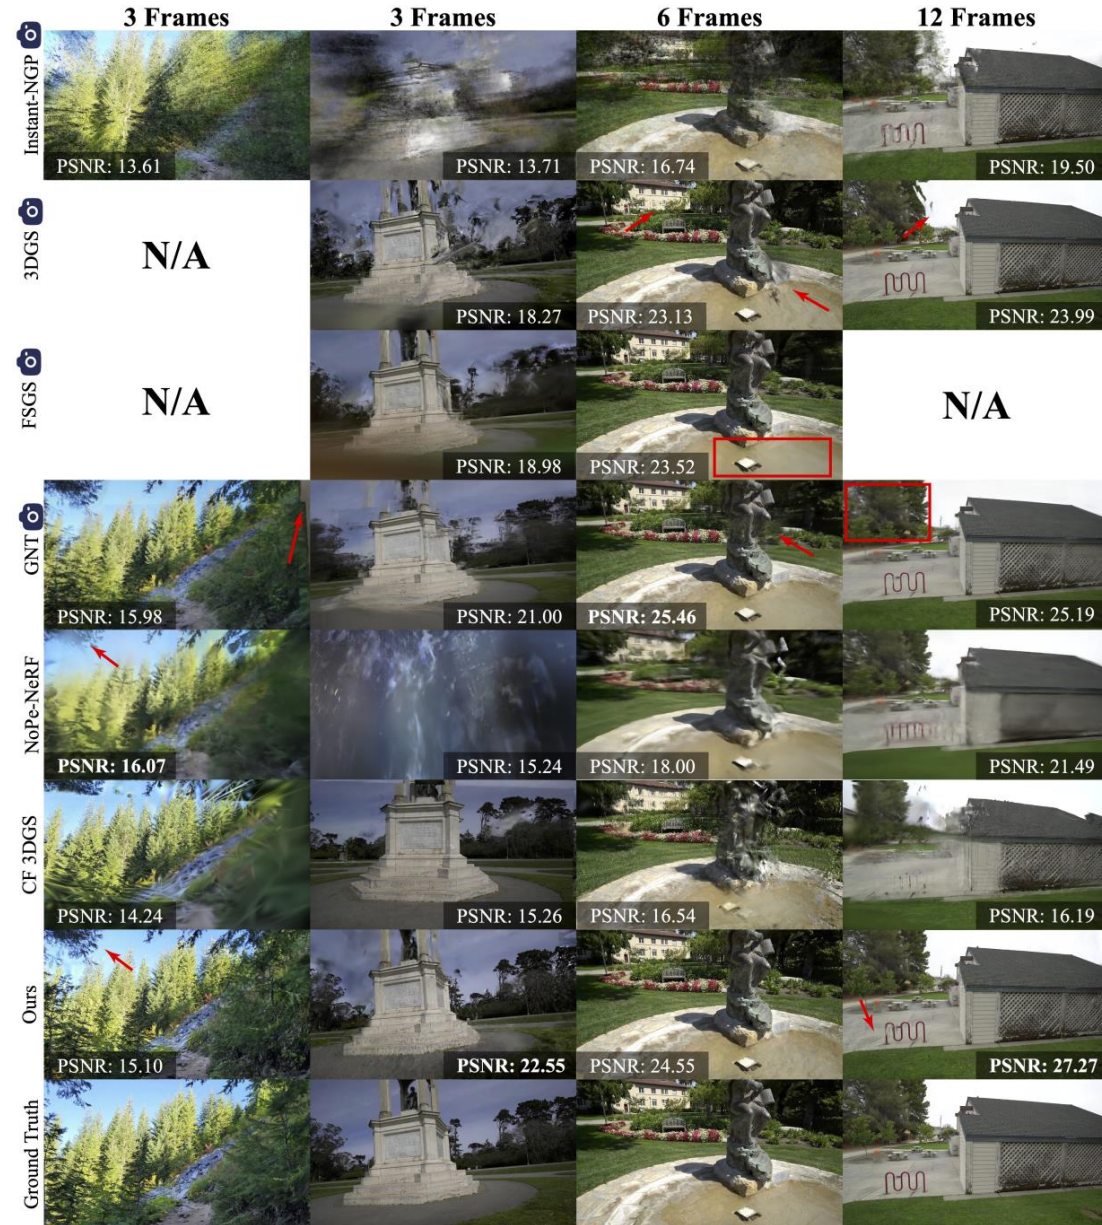 3 Frames 3 Frames 6 Frames 12 Frames
Instant-NGP
PSNR: 13.61 PSNR: 13.71 PSNR: 16.74 PSNR: 19.50
3DGS
N/A
PSNR: 18.27 PSNR: 23.13 PSNR: 23.99
FSGS
N/A N/A
PSNR: 18.98 PSNR: 23.52
GNT
PSNR: 15.98 PSNR: 21.00 PSNR: 25.46 PSNR: 25.19
NoPe-NeRF
PSNR: 16.07 PSNR: 15.24 PSNR: 18.00 PSNR: 21.49
CF 3DGS
PSNR: 14.24 PSNR: 15.26 PSNR: 16.54 PSNR: 16.19
Ours
PSNR: 15.10 PSNR: 22.55 PSNR: 24.55 PSNR: 27.27
Ground Truth